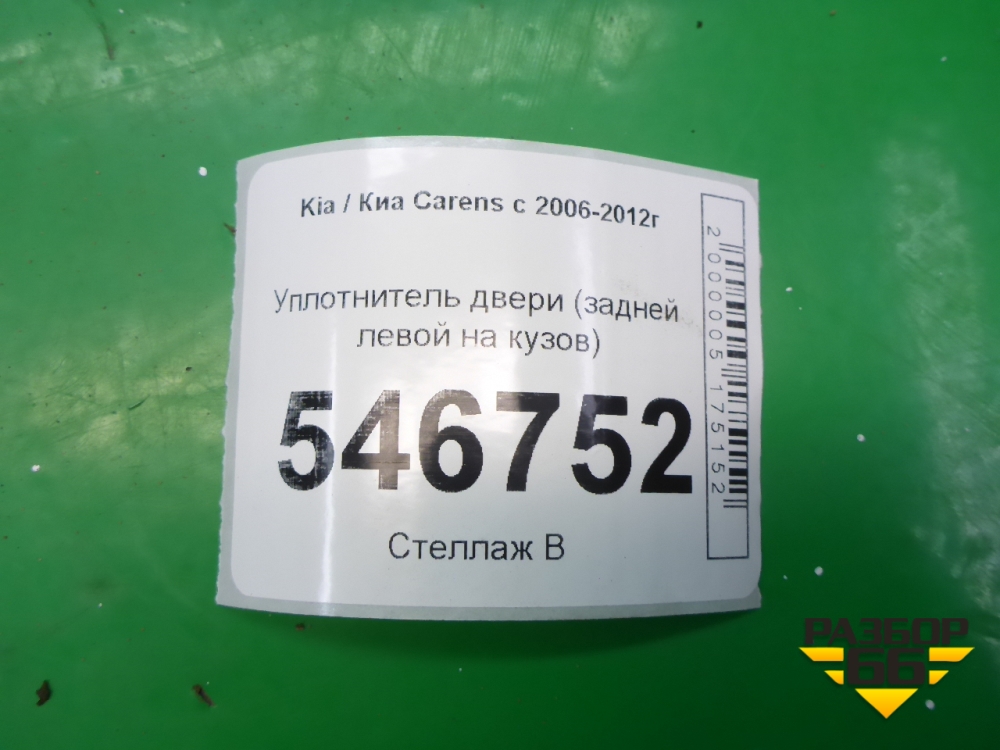 Kia / Киа Carens с 2006-2012г
Уплотнитель двери (задней
левой на кузов)
546752
Стеллаж В
2000005175152
РАЗБОР
66